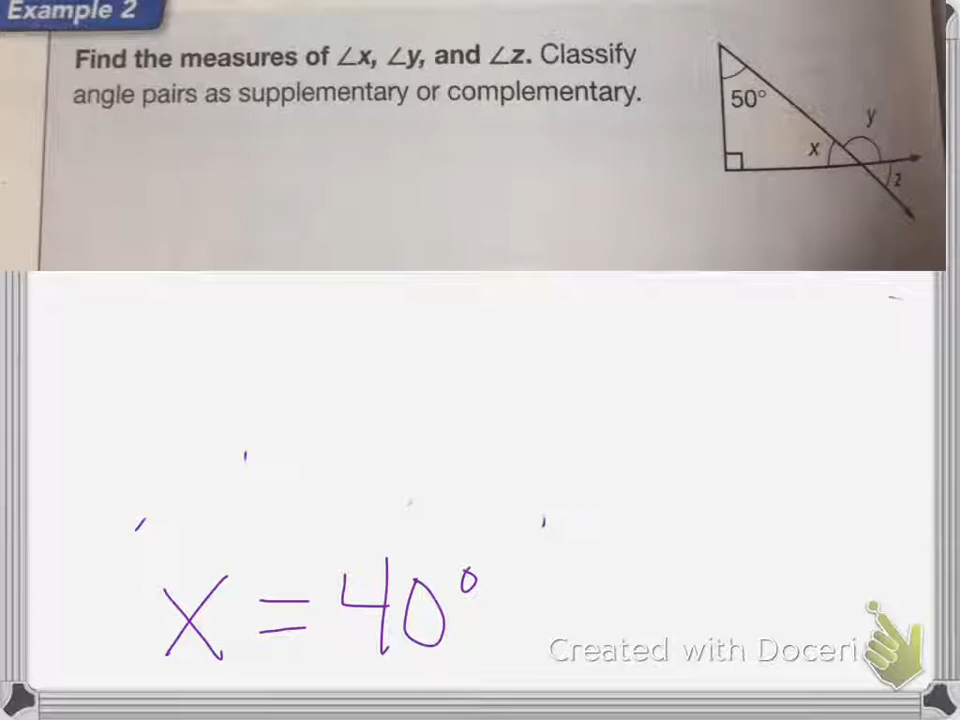 Example 2
Find the measures of ∠x, ∠y, and ∠z. Classify
angle pairs as supplementary or complementary.
50°
y
x
z
x = 40°
Created with Doceri